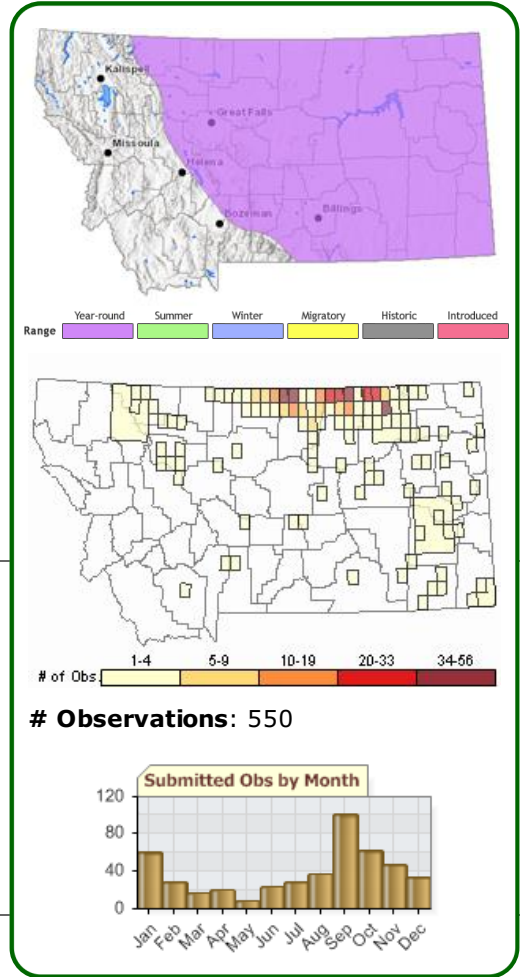 Kalispell
Great Falls
Missoula
Helena
Bozeman
Billings
Year-round Summer Winter Migratory Historic Introduced
Range
1-4 5-9 10-19 20-33 34-56
# of Obs.
# Observations: 550
Submitted Obs by Month
120
80
40
0
Jan Feb Mar Apr May Jun Jul Aug Sep Oct Nov Dec